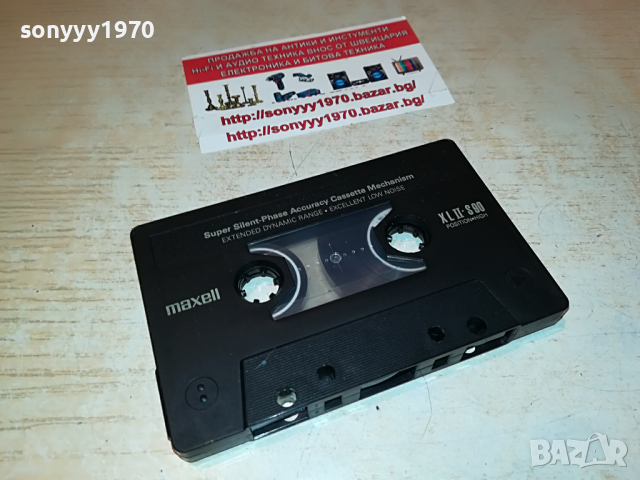 sonyyy1970
ПРОДАЖБА НА АНТИКИ И ИНСТУМЕНТИ
Hi-Fi И АУДИО ТЕХНИКА ВНОС ОТ ШВЕЙЦАРИЯ
ЕЛЕКТРОНИКА И БИТОВА ТЕХНИКА
http://sonyyy1970.bazar.bg/
http://sonyyy1970.bazar.bg/
Super Silent-Phase Accuracy Cassette Mechanism
EXTENDED DYNAMIC RANGE • EXCELLENT LOW NOISE
XLII-S 90
POSITION•HIGH
maxell
BAZAR